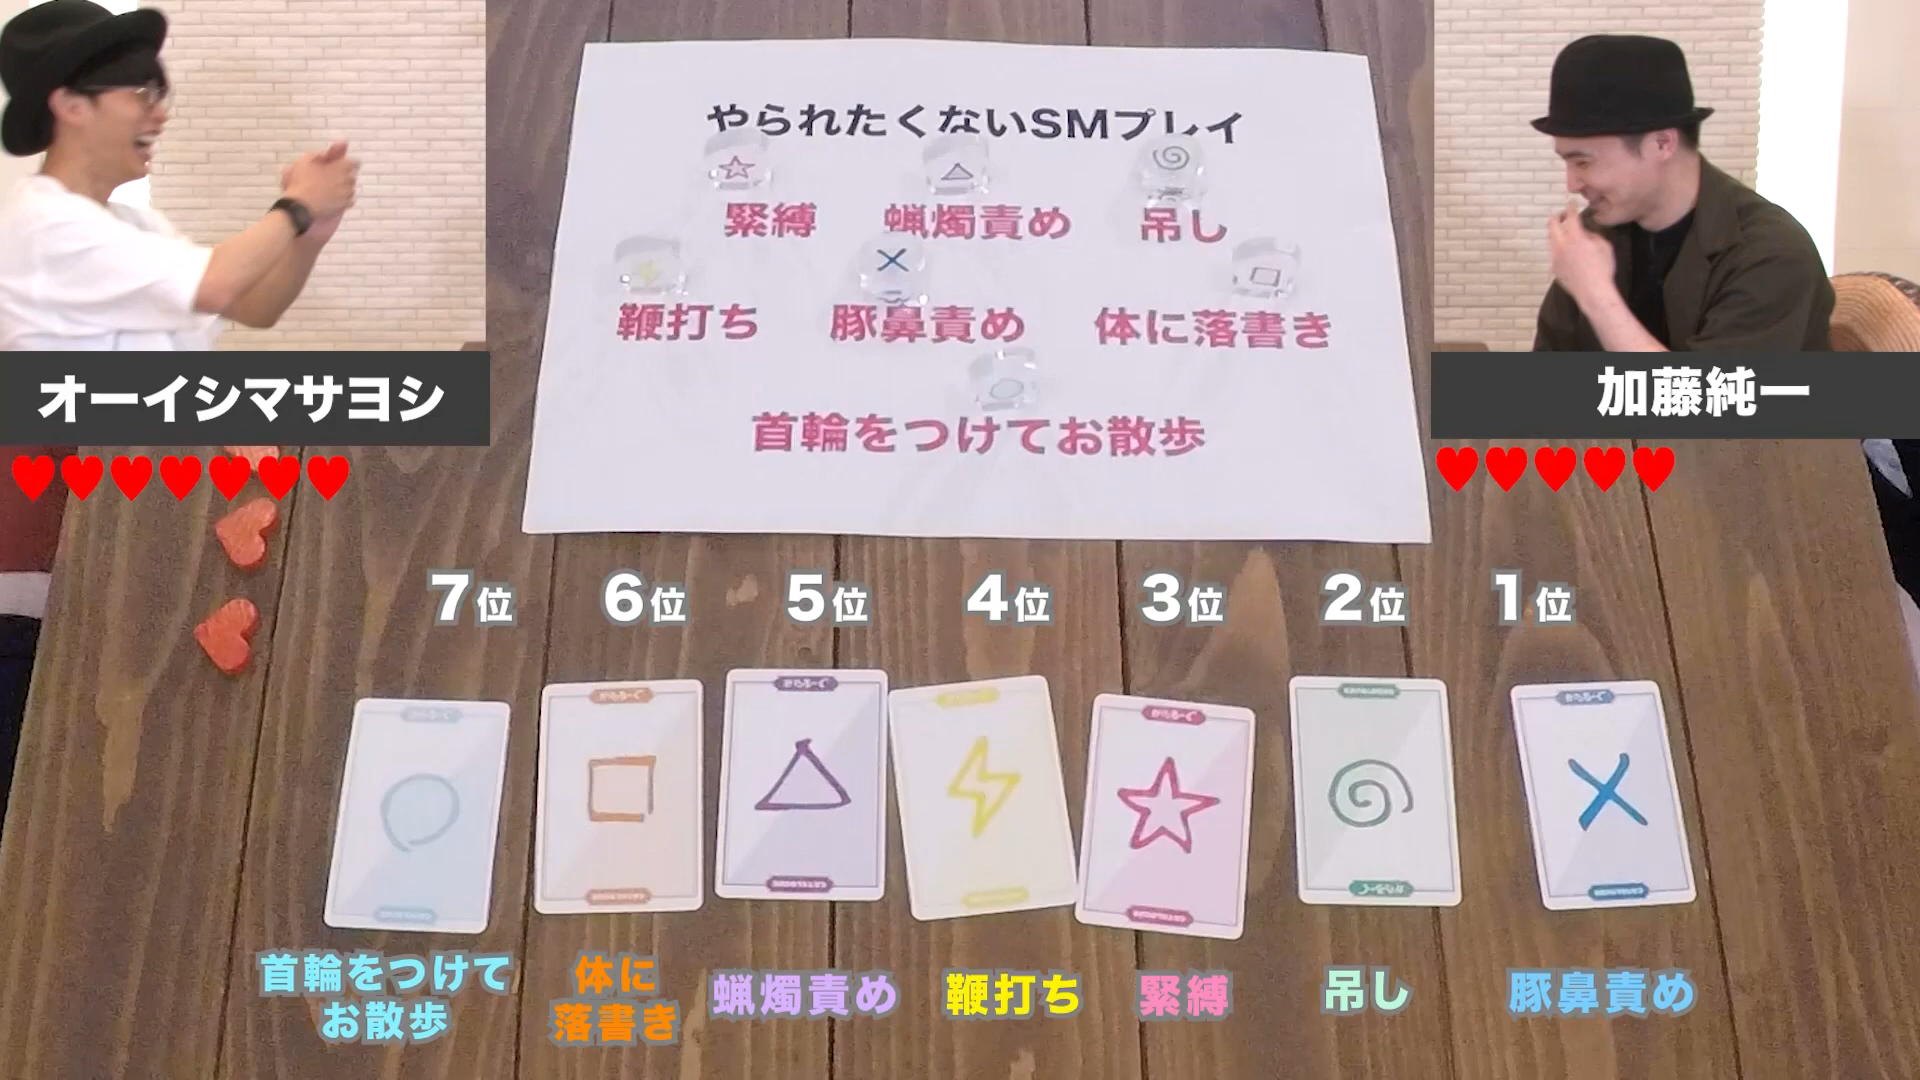 やられたくないSMプレイ
緊縛 蝋燭責め 吊し
鞭打ち 豚鼻責め 体に落書き
首輪をつけてお散歩
オーイシマサヨシ
加藤純一
7位 6位 5位 4位 3位 2位 1位
首輪をつけて
お散歩
体に
落書き
蝋燭責め
鞭打ち
緊縛
吊し
豚鼻責め